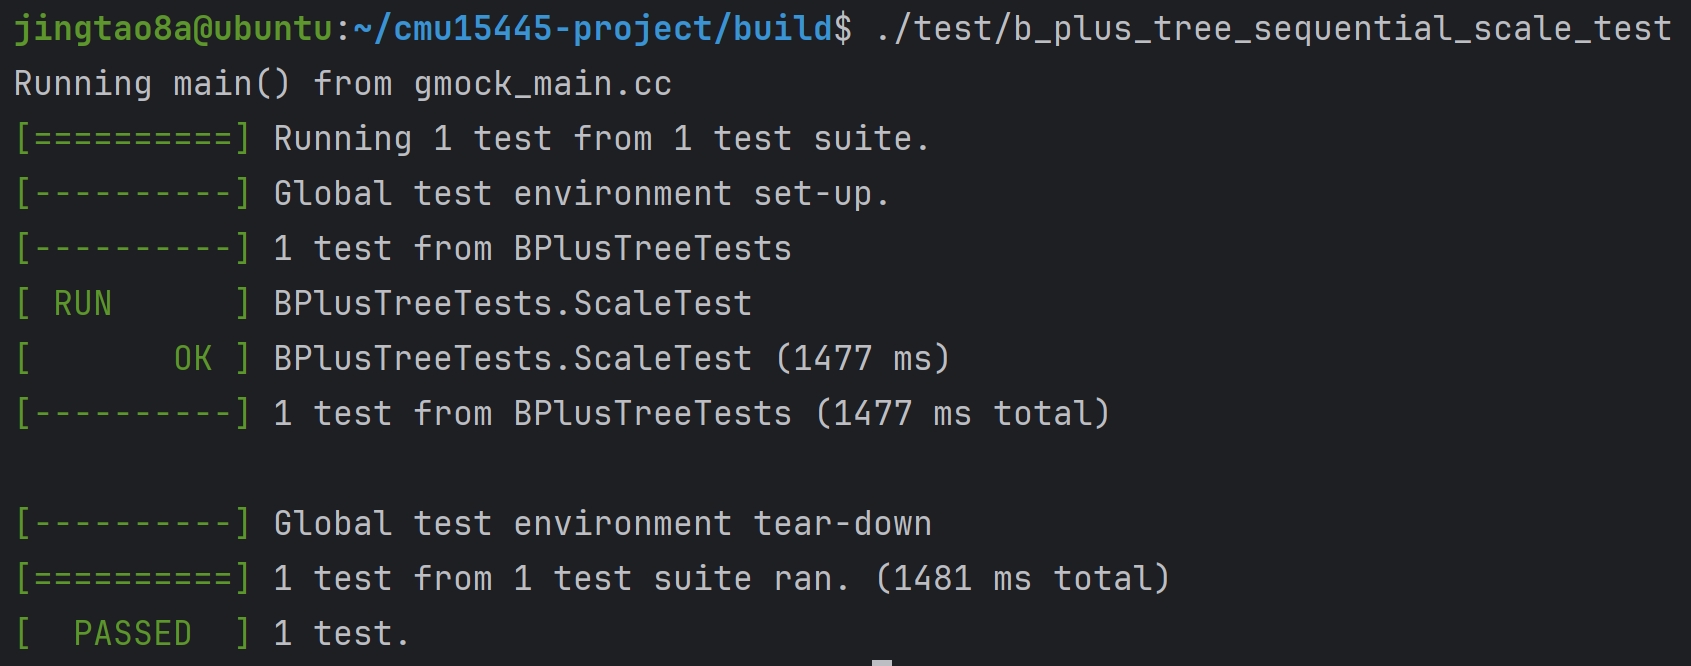 jingtao8a@ubuntu:~/cmu15445-project/build$ ./test/b_plus_tree_sequential_scale_test
Running main() from gmock_main.cc
[==========] Running 1 test from 1 test suite.
[----------] Global test environment set-up.
[----------] 1 test from BPlusTreeTests
[ RUN      ] BPlusTreeTests.ScaleTest
[       OK ] BPlusTreeTests.ScaleTest (1477 ms)
[----------] 1 test from BPlusTreeTests (1477 ms total)
[----------] Global test environment tear-down
[==========] 1 test from 1 test suite ran. (1481 ms total)
[  PASSED  ] 1 test.